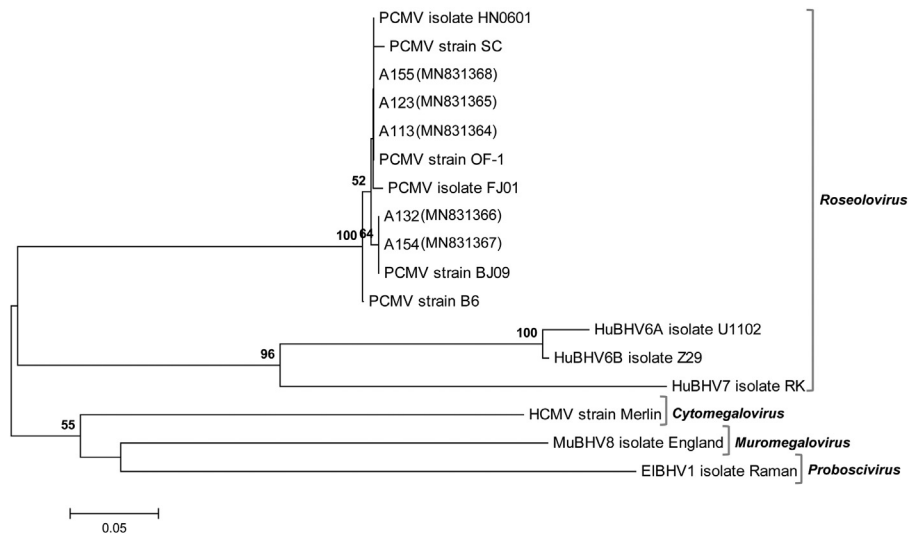 PCMV isolate HN0601
PCMV strain SC
A155(MN831368)
A123(MN831365)
A113(MN831364)
PCMV strain OF-1
52
PCMV isolate FJ01
Roseolovirus
A132(MN831366)
100
64
A154(MN831367)
PCMV strain BJ09
PCMV strain B6
100
HuBHV6A isolate U1102
96
HuBHV6B isolate Z29
HuBHV7 isolate RK
HCMV strain Merlin
Cytomegalovirus
55
MuBHV8 isolate England
Muromegalovirus
ElBHV1 isolate Raman
Proboscivirus
0.05